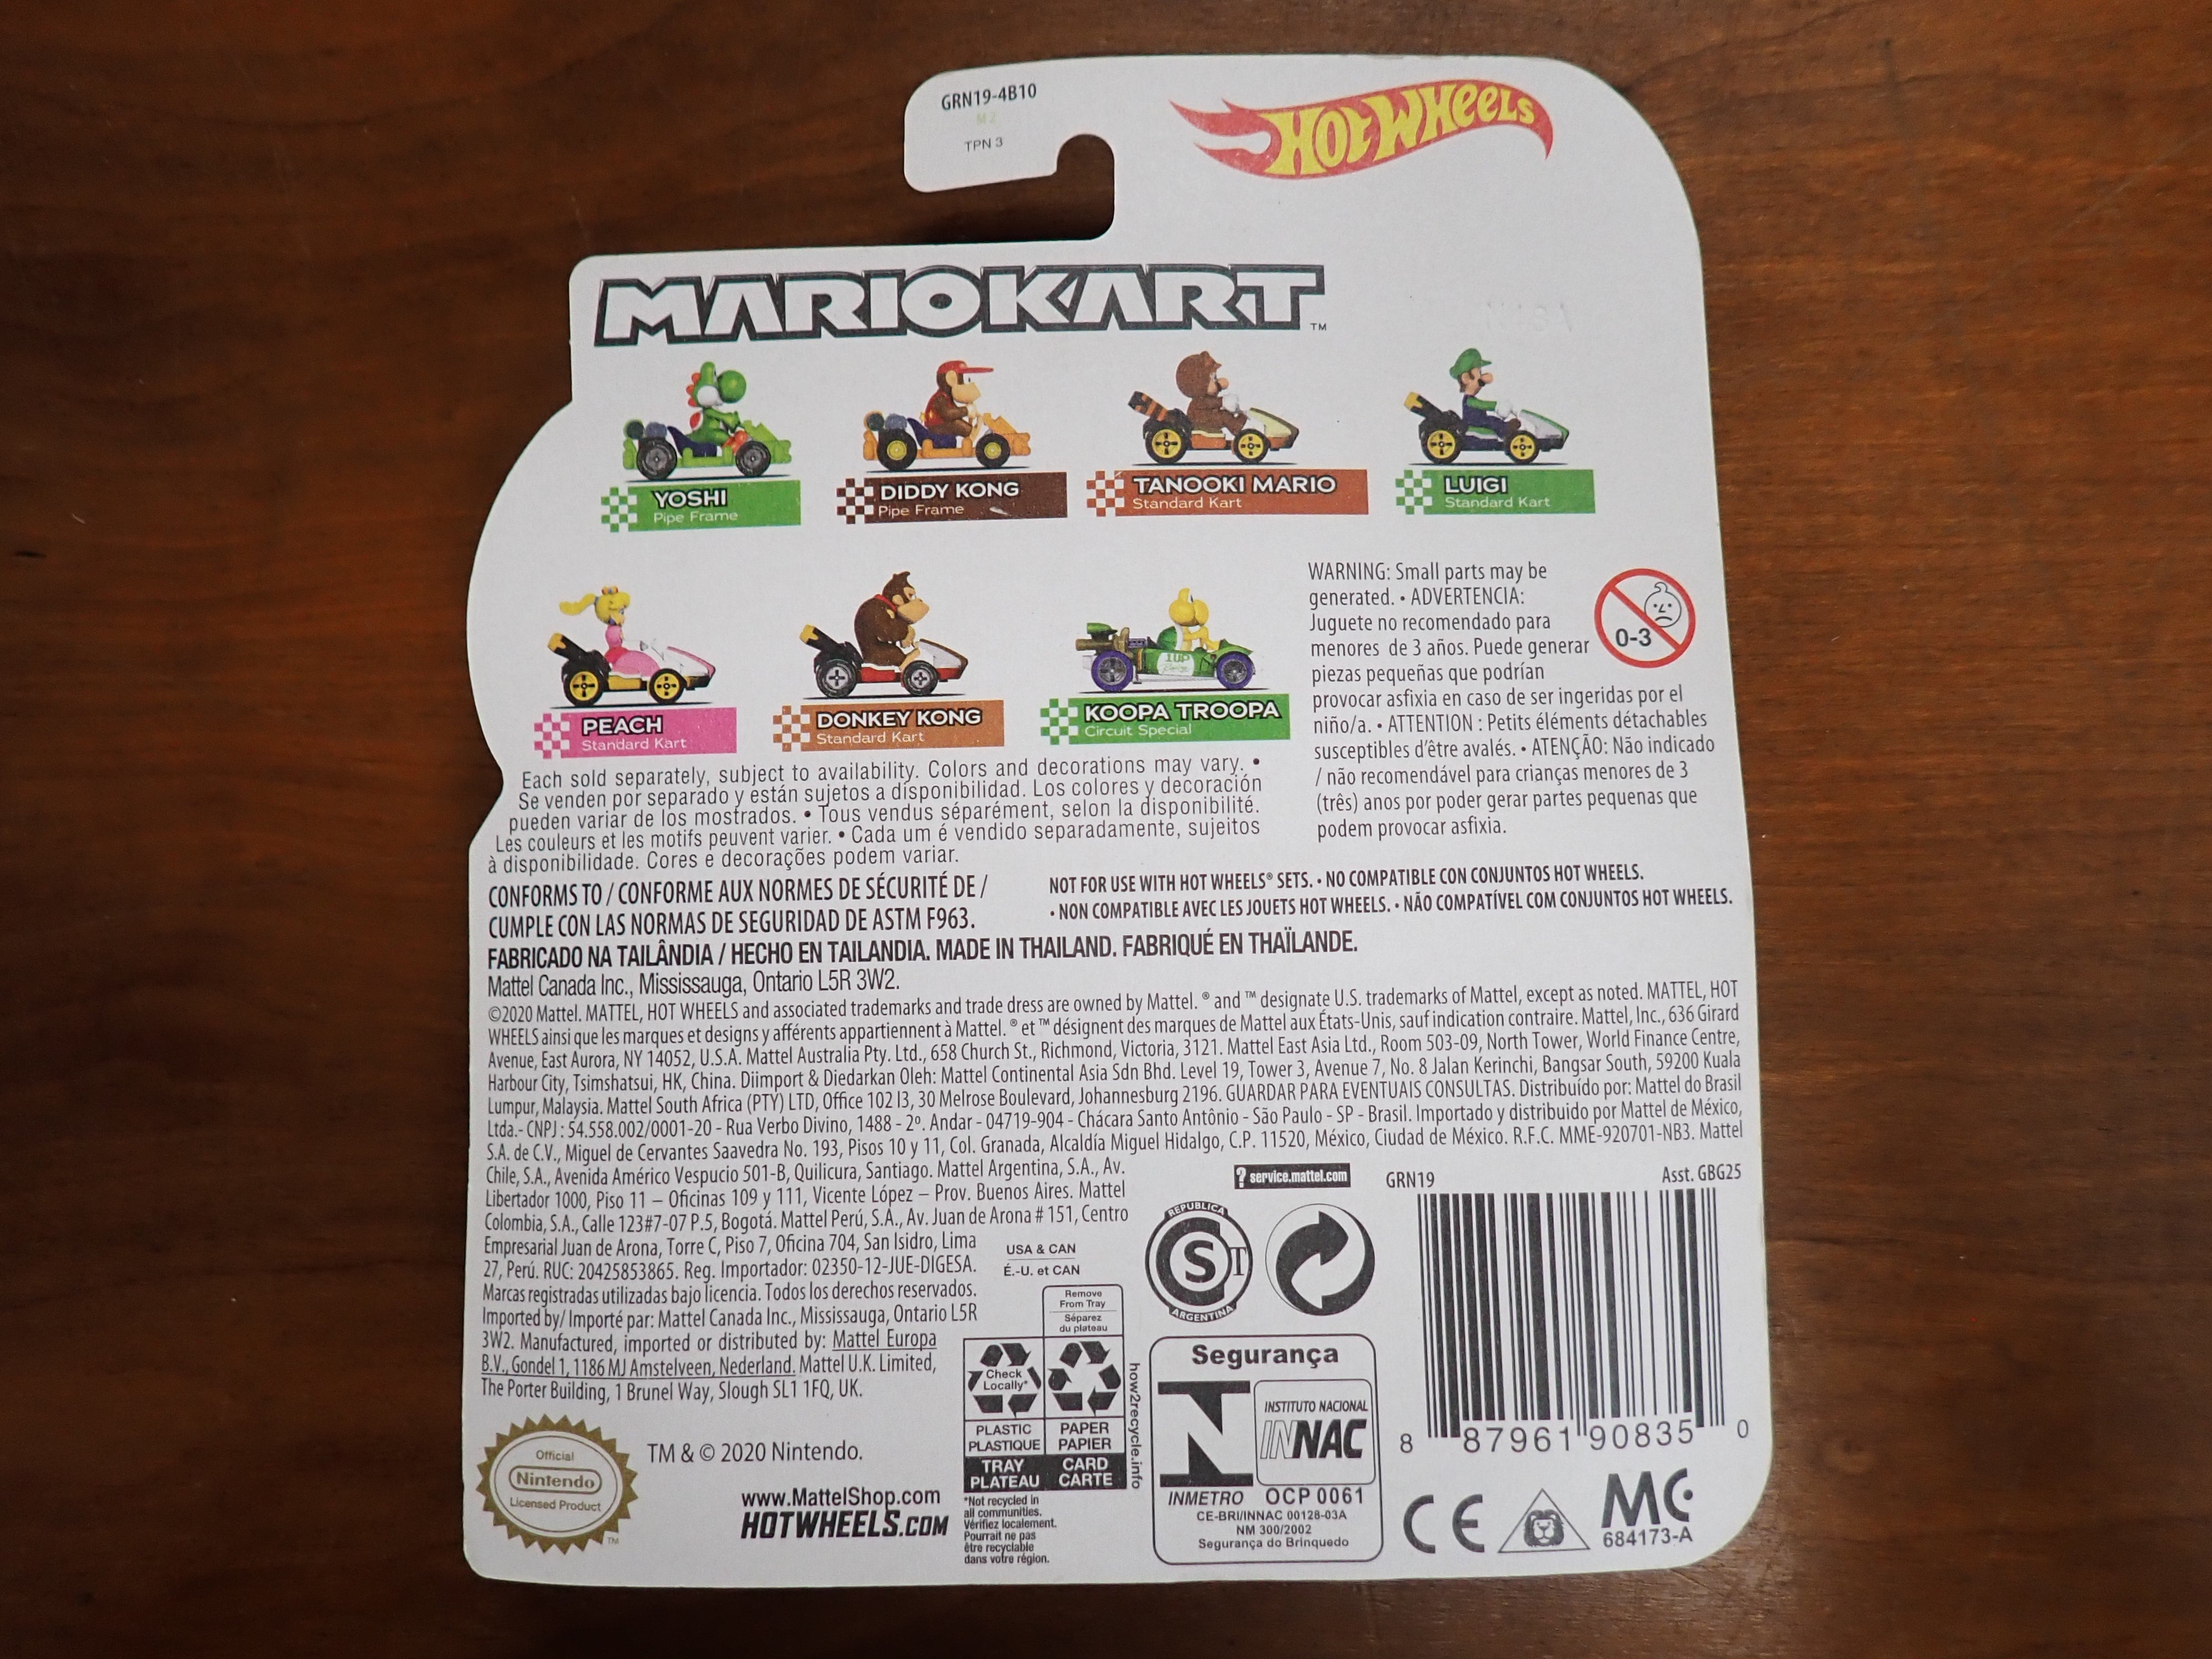 GRN19-4B10
M2
TPN 3
HOT WHEELS
MARIOKART™
YOSHI
Pipe Frame
DIDDY KONG
Pipe Frame
TANOOKI MARIO
Standard Kart
LUIGI
Standard Kart
PEACH
Standard Kart
DONKEY KONG
Standard Kart
1UP
KOOPA TROOPA
Circuit Special
WARNING: Small parts may be
generated. • ADVERTENCIA:
Juguete no recomendado para
menores de 3 años. Puede generar
piezas pequeñas que podrían
provocar asfixia en caso de ser ingeridas por el
niño/a. • ATTENTION : Petits éléments détachables
susceptibles d'être avalés. • ATENÇÃO: Não indicado
/ não recomendável para crianças menores de 3
(três) anos por poder gerar partes pequenas que
podem provocar asfixia.
0-3
Each sold separately, subject to availability. Colors and decorations may vary. •
Se venden por separado y están sujetos a disponibilidad. Los colores y decoración
pueden variar de los mostrados. • Tous vendus séparément, selon la disponibilité.
Les couleurs et les motifs peuvent varier. • Cada um é vendido separadamente, sujeitos
à disponibilidade. Cores e decorações podem variar.
CONFORMS TO / CONFORME AUX NORMES DE SÉCURITÉ DE /
CUMPLE CON LAS NORMAS DE SEGURIDAD DE ASTM F963.
NOT FOR USE WITH HOT WHEELS® SETS. • NO COMPATIBLE CON CONJUNTOS HOT WHEELS.
• NON COMPATIBLE AVEC LES JOUETS HOT WHEELS. • NÃO COMPATÍVEL COM CONJUNTOS HOT WHEELS.
FABRICADO NA TAILÂNDIA / HECHO EN TAILANDIA. MADE IN THAILAND. FABRIQUÉ EN THAÏLANDE.
Mattel Canada Inc., Mississauga, Ontario L5R 3W2.
©2020 Mattel. MATTEL, HOT WHEELS and associated trademarks and trade dress are owned by Mattel. ® and ™ designate U.S. trademarks of Mattel, except as noted. MATTEL, HOT
WHEELS ainsi que les marques et designs y afférents appartiennent à Mattel. ® et ™ désignent des marques de Mattel aux États-Unis, sauf indication contraire. Mattel, Inc., 636 Girard
Avenue, East Aurora, NY 14052, U.S.A. Mattel Australia Pty. Ltd., 658 Church St., Richmond, Victoria, 3121. Mattel East Asia Ltd., Room 503-09, North Tower, World Finance Centre,
Harbour City, Tsimshatsui, HK, China. Diimport & Diedarkan Oleh: Mattel Continental Asia Sdn Bhd. Level 19, Tower 3, Avenue 7, No. 8 Jalan Kerinchi, Bangsar South, 59200 Kuala
Lumpur, Malaysia. Mattel South Africa (PTY) LTD, Office 102 I3, 30 Melrose Boulevard, Johannesburg 2196. GUARDAR PARA EVENTUAIS CONSULTAS. Distribuído por: Mattel do Brasil
Ltda.- CNPJ : 54.558.002/0001-20 - Rua Verbo Divino, 1488 - 2º. Andar - 04719-904 - Chácara Santo Antônio - São Paulo - SP - Brasil. Importado y distribuido por Mattel de México,
S.A. de C.V., Miguel de Cervantes Saavedra No. 193, Pisos 10 y 11, Col. Granada, Alcaldía Miguel Hidalgo, C.P. 11520, México, Ciudad de México. R.F.C. MME-920701-NB3. Mattel
Chile, S.A., Avenida Américo Vespucio 501-B, Quilicura, Santiago. Mattel Argentina, S.A., Av.
Libertador 1000, Piso 11 – Oficinas 109 y 111, Vicente López – Prov. Buenos Aires. Mattel
Colombia, S.A., Calle 123#7-07 P.5, Bogotá. Mattel Perú, S.A., Av. Juan de Arona # 151, Centro
Empresarial Juan de Arona, Torre C, Piso 7, Oficina 704, San Isidro, Lima
27, Perú. RUC: 20425853865. Reg. Importador: 02350-12-JUE-DIGESA.
Marcas registradas utilizadas bajo licencia. Todos los derechos reservados.
Imported by/ Importé par: Mattel Canada Inc., Mississauga, Ontario L5R
3W2. Manufactured, imported or distributed by: Mattel Europa
B.V., Gondel 1, 1186 MJ Amstelveen, Nederland. Mattel U.K. Limited,
The Porter Building, 1 Brunel Way, Slough SL1 1FQ, UK.
? service.mattel.com
GRN19
Asst. GBG25
USA & CAN
É.-U. et CAN
Remove
From Tray
Séparez
du plateau
Check
Locally*
PLASTIC
PLASTIQUE
PAPER
PAPIER
TRAY
PLATEAU
CARD
CARTE
how2recycle.info
*Not recycled in
all communities.
Vérifiez localement.
Pourrait ne pas
être recyclable
dans votre région.
REPUBLICA
S
T
ARGENTINA
Segurança
INSTITUTO NACIONAL
INNAC
INMETRO OCP 0061
CE-BRI/INNAC 00128-03A
NM 300/2002
Segurança do Brinquedo
8 87961 90835 0
CE
MC
684173-A
Official
Nintendo
Licensed Product
TM
TM & © 2020 Nintendo.
www.MattelShop.com
HOTWHEELS.COM